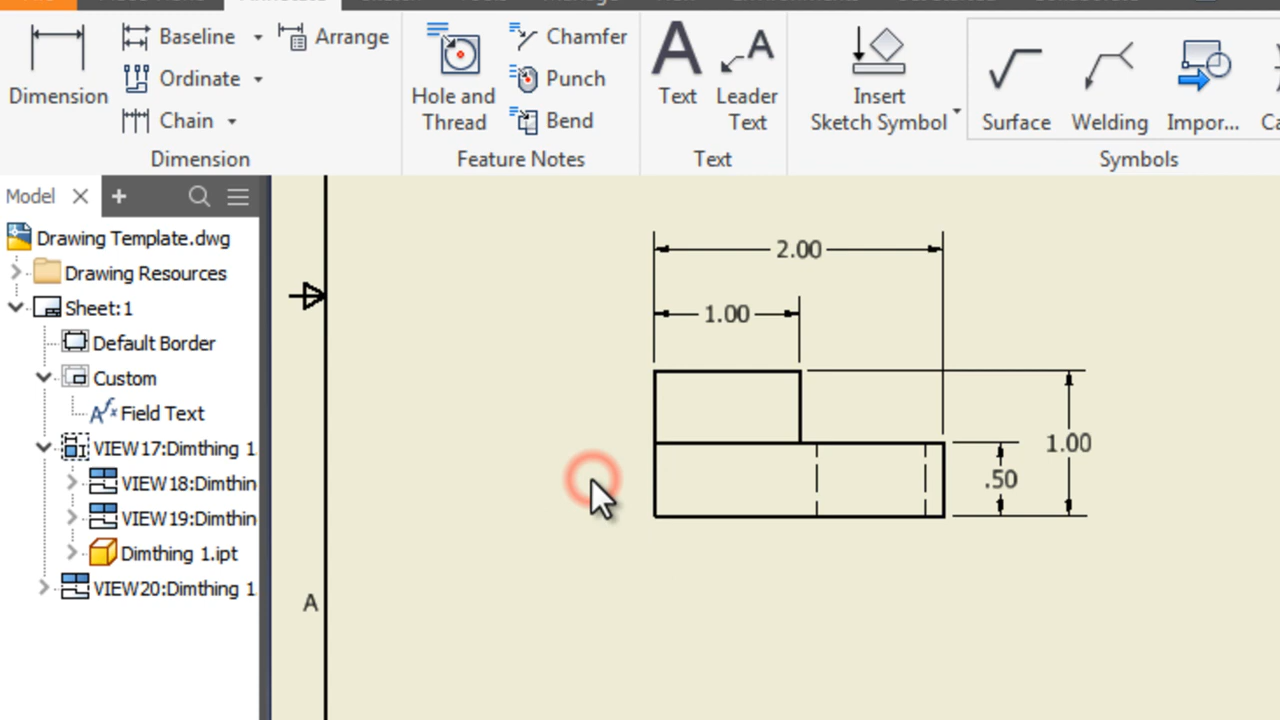 Annotate
Dimension
Baseline
Ordinate
Chain
Arrange
Dimension
Hole and
Thread
Chamfer
Punch
Bend
Feature Notes
Text
Leader
Text
Text
Insert
Sketch Symbol
Surface
Welding
Impor...
Symbols
Model
Drawing Template.dwg
Drawing Resources
Sheet:1
Default Border
Custom
Field Text
VIEW17:Dimthing 1
VIEW18:Dimthin
VIEW19:Dimthin
Dimthing 1.ipt
VIEW20:Dimthing 1
A
2.00
1.00
1.00
.50